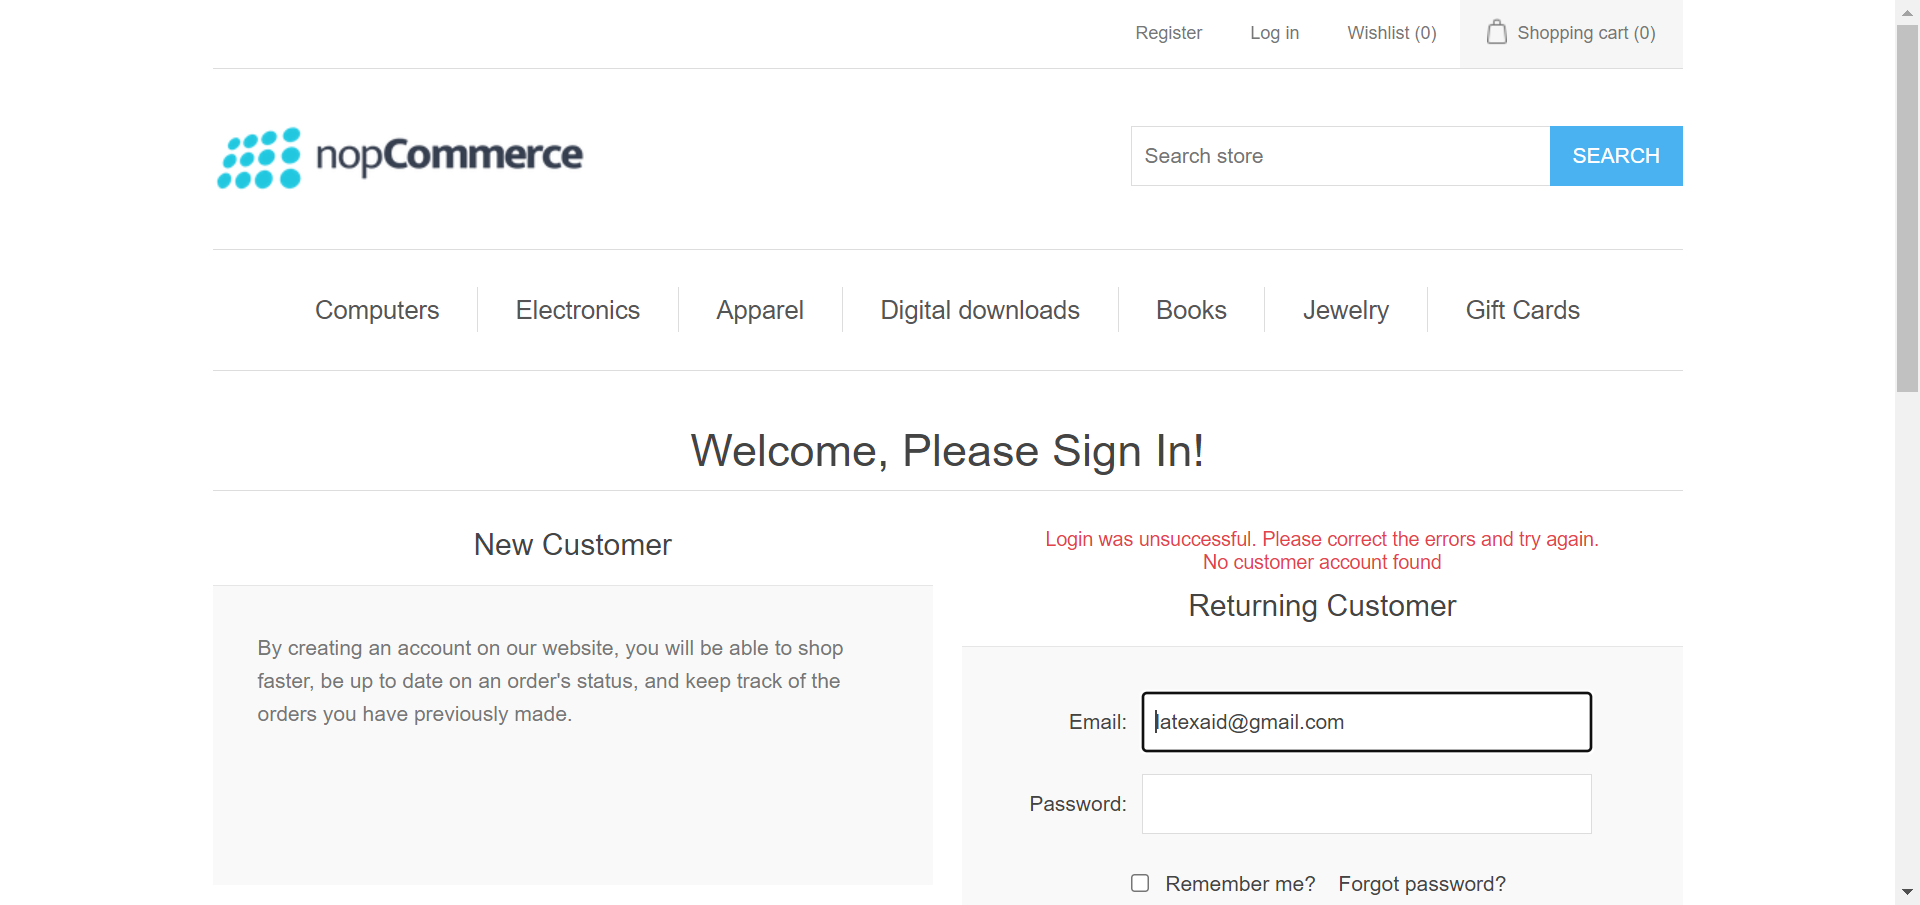 Register Log in Wishlist (0) Shopping cart (0)
nopCommerce
Search store SEARCH
Computers Electronics Apparel Digital downloads Books Jewelry Gift Cards
Welcome, Please Sign In!
New Customer
By creating an account on our website, you will be able to shop
faster, be up to date on an order's status, and keep track of the
orders you have previously made.
Login was unsuccessful. Please correct the errors and try again.
No customer account found
Returning Customer
Email: latexaid@gmail.com
Password:
Remember me? Forgot password?